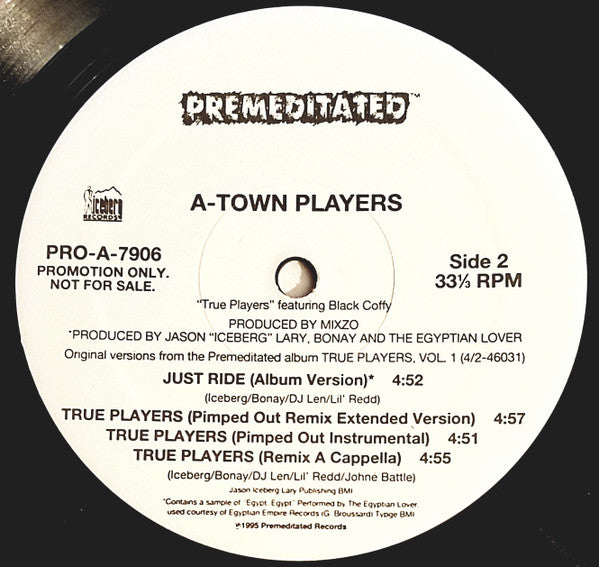 PREMEDITATED™
Iceberg
RECORDS
A-TOWN PLAYERS
PRO-A-7906
PROMOTION ONLY.
NOT FOR SALE.
Side 2
33⅓ RPM
"True Players" featuring Black Coffy
PRODUCED BY MIXZO
*PRODUCED BY JASON "ICEBERG" LARY, BONAY AND THE EGYPTIAN LOVER
Original versions from the Premeditated album TRUE PLAYERS, VOL. 1 (4/2-46031)
JUST RIDE (Album Version)* 4:52
(Iceberg/Bonay/DJ Len/Lil' Redd)
TRUE PLAYERS (Pimped Out Remix Extended Version) 4:57
TRUE PLAYERS (Pimped Out Instrumental) 4:51
TRUE PLAYERS (Remix A Cappella) 4:55
(Iceberg/Bonay/DJ Len/Lil' Redd/Johne Battle)
Jason Iceberg Lary Publishing BMI
*Contains a sample of "Egypt, Egypt" Performed by The Egyptian Lover
used courtesy of Egyptian Empire Records (G. Broussard) Tvpge BMI
℗1995 Premeditated Records